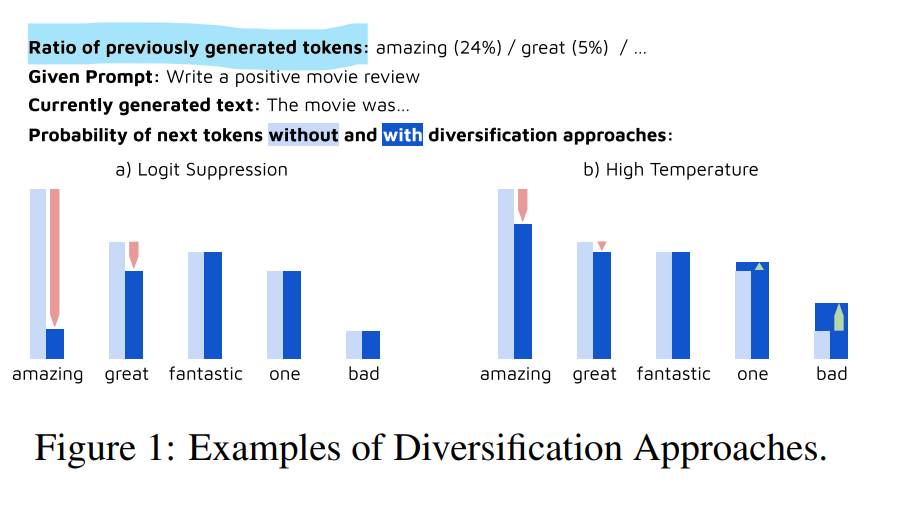 Ratio of previously generated tokens: amazing (24%) / great (5%)  / ...
Given Prompt: Write a positive movie review
Currently generated text: The movie was...
Probability of next tokens without and with diversification approaches:
a) Logit Suppression
b) High Temperature
amazing great fantastic one bad
amazing great fantastic one bad
Figure 1: Examples of Diversification Approaches.